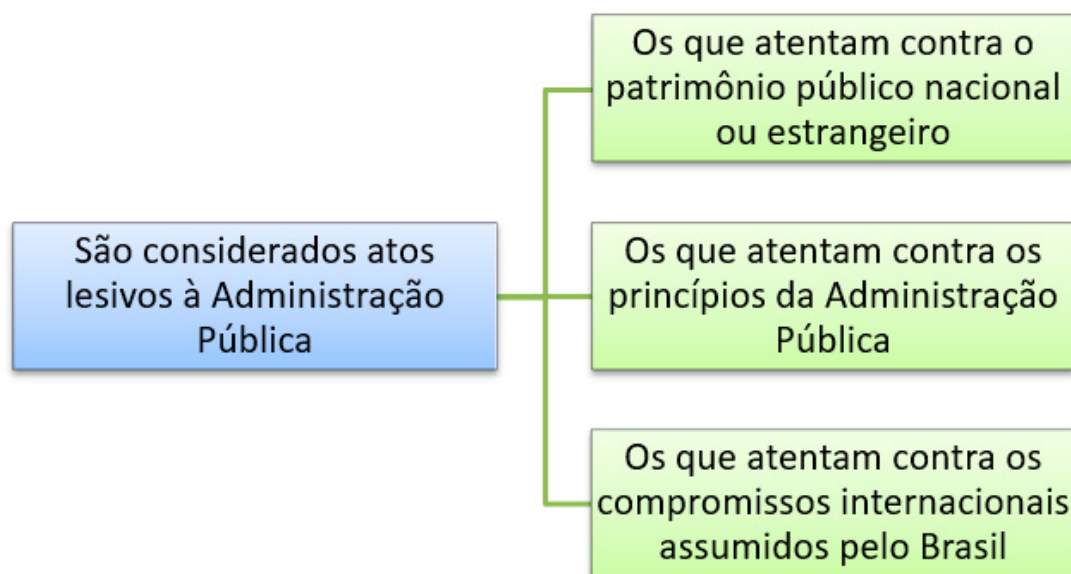 São considerados atos
lesivos à Administração
Pública
Os que atentam contra o
patrimônio público nacional
ou estrangeiro
Os que atentam contra os
princípios da Administração
Pública
Os que atentam contra os
compromissos internacionais
assumidos pelo Brasil